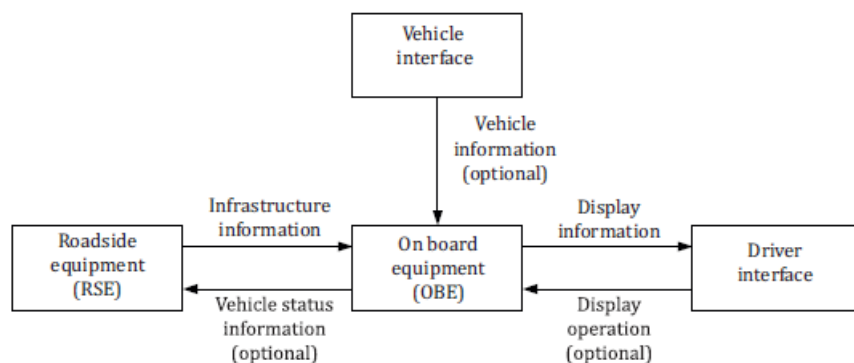 Vehicle
interface
Vehicle
information
(optional)
Infrastructure
information
Display
information
Roadside
equipment
(RSE)
On board
equipment
(OBE)
Driver
interface
Vehicle status
information
(optional)
Display
operation
(optional)